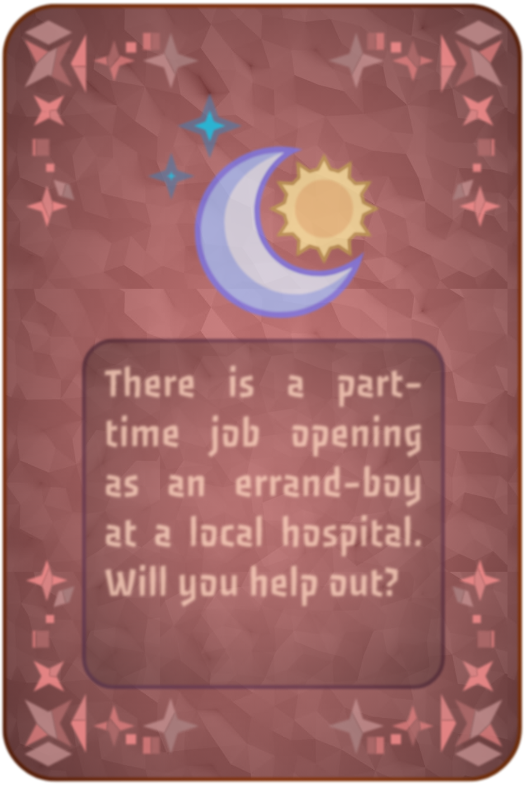 There is a part-
time job opening
as an errand-boy
at a local hospital.
Will you help out?